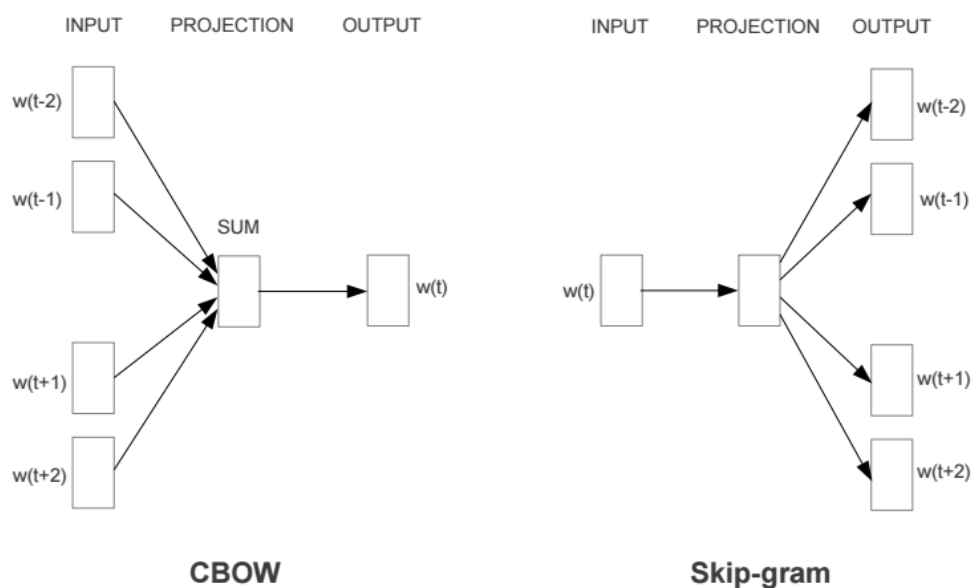 INPUT PROJECTION OUTPUT
w(t-2)
w(t-1)
SUM
w(t)
w(t+1)
w(t+2)
CBOW
INPUT PROJECTION OUTPUT
w(t-2)
w(t-1)
w(t)
w(t+1)
w(t+2)
Skip-gram